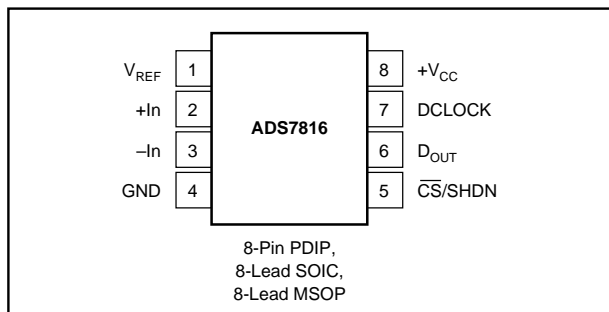 V_REF 1 8 +V_CC
+In 2 ADS7816 7 DCLOCK
–In 3 6 D_OUT
GND 4 5 C̅S̅/SHDN
8-Pin PDIP,
8-Lead SOIC,
8-Lead MSOP